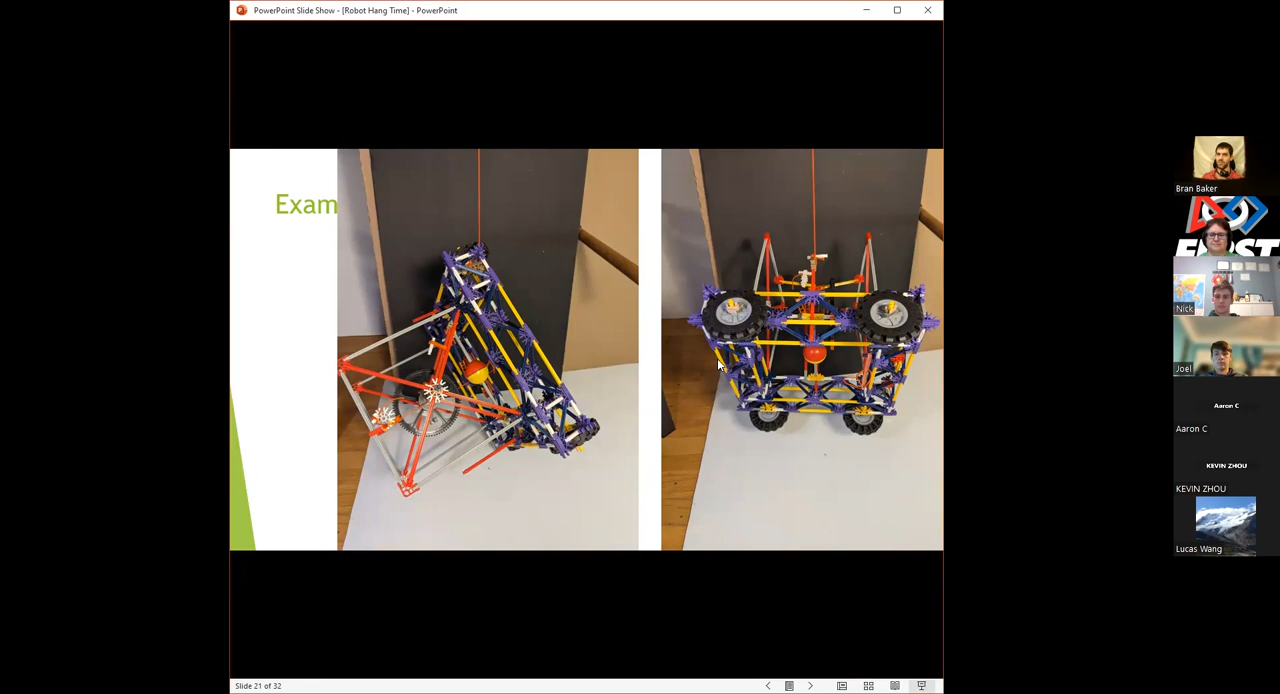 PowerPoint Slide Show - [Robot Hang Time] - PowerPoint
Exam
Bran Baker
FIRST
Nick
Joel
Aaron C
Aaron C
KEVIN ZHOU
KEVIN ZHOU
Lucas Wang
Slide 21 of 32